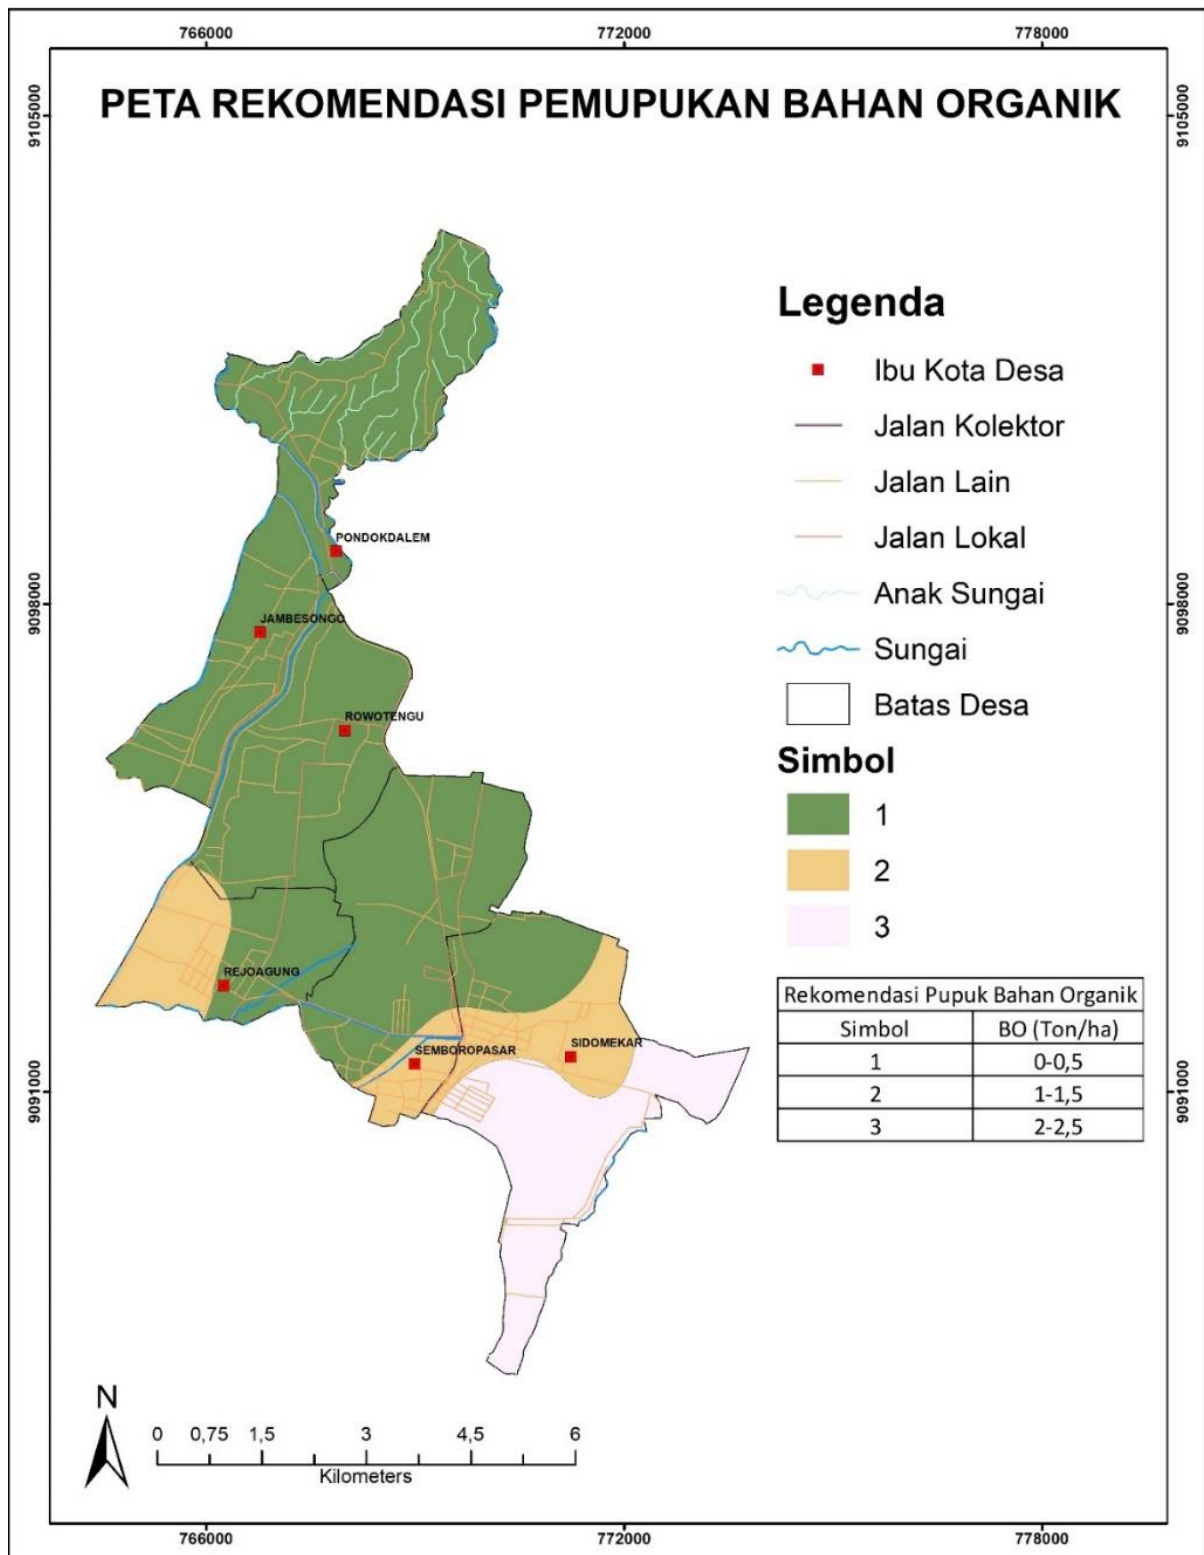 766000 772000 778000
PETA REKOMENDASI PEMUPUKAN BAHAN ORGANIK
9105000 9105000
Legenda
Ibu Kota Desa
Jalan Kolektor
Jalan Lain
Jalan Lokal
Anak Sungai
Sungai
Batas Desa
Simbol
1
2
3
PONDOKDALEM
9098000 9098000
JAMBESONGO
ROWOTENGU
REJOAGUNG
SEMBOROPASAR
SIDOMEKAR
9091000 9091000
Rekomendasi Pupuk Bahan Organik
Simbol BO (Ton/ha)
1 0-0,5
2 1-1,5
3 2-2,5
N
0 0,75 1,5 3 4,5 6
Kilometers
766000 772000 778000